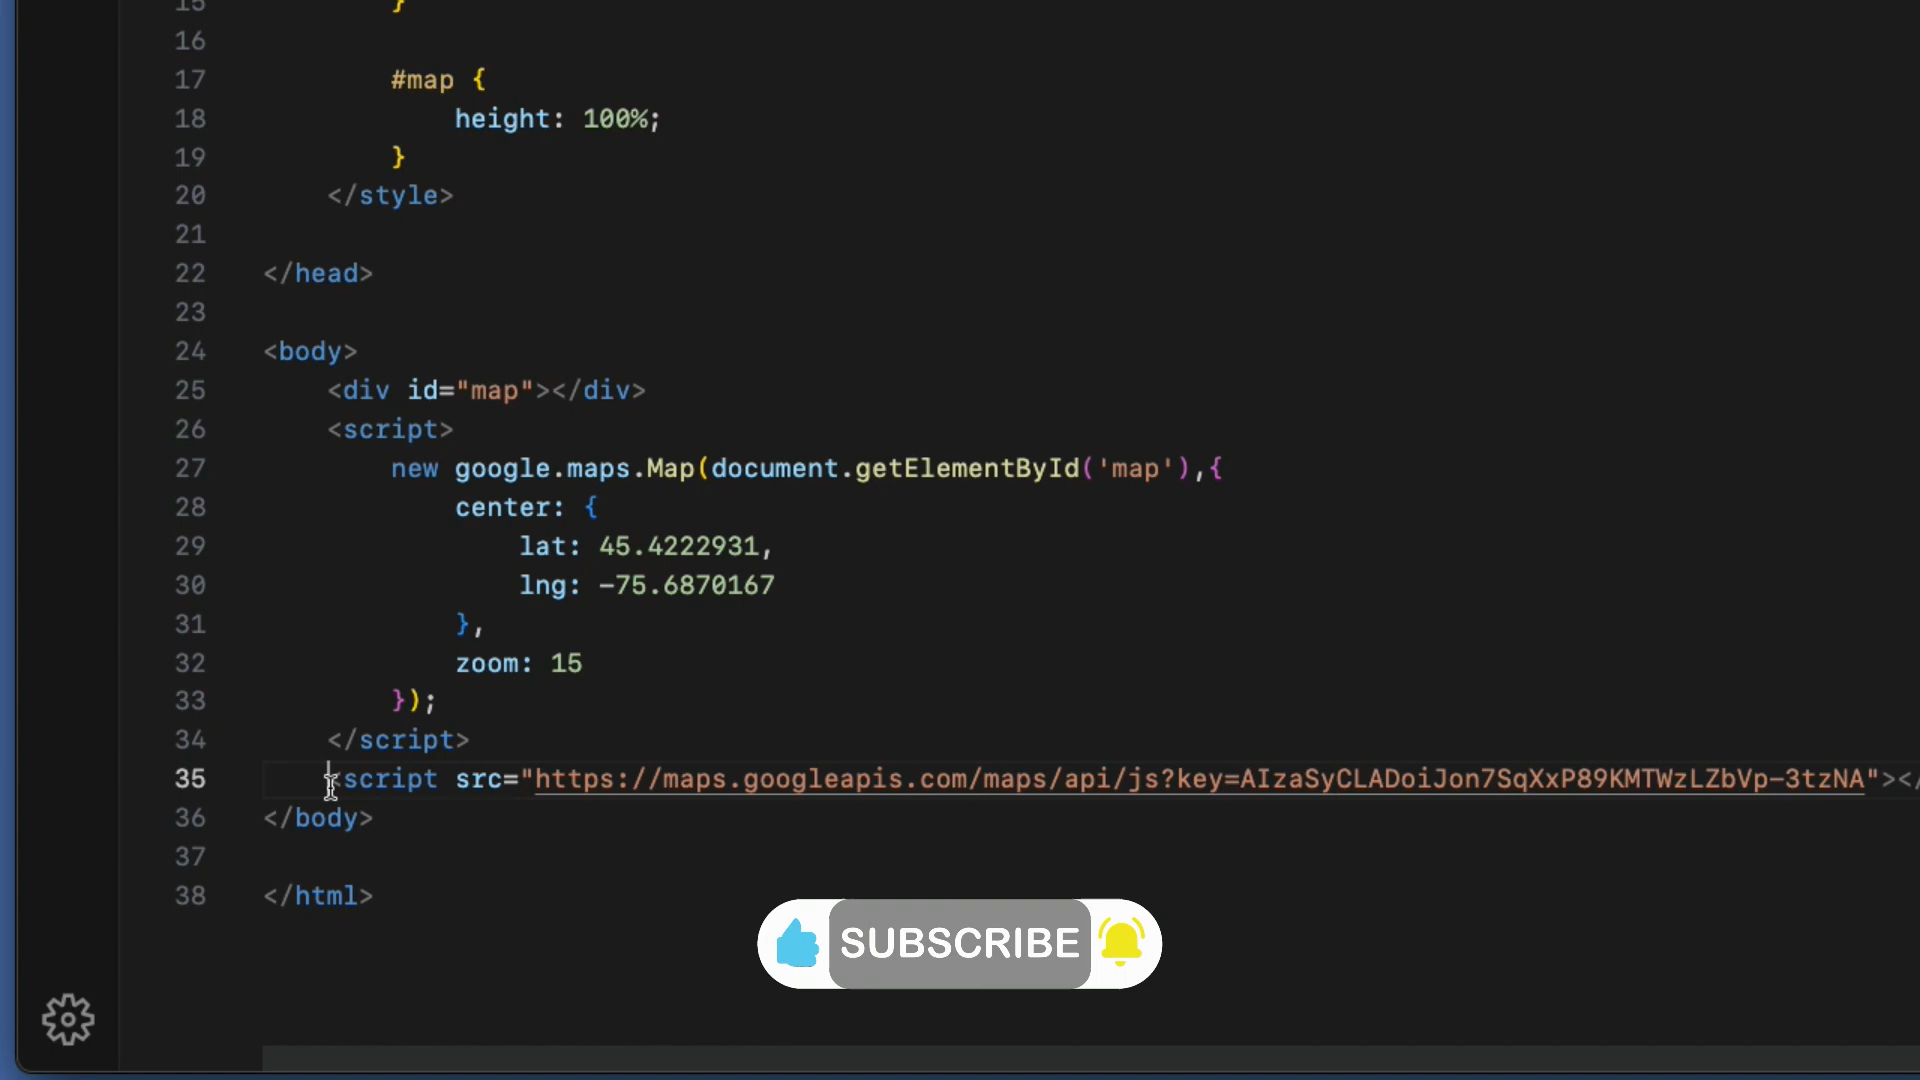 15 }
16
17 #map {
18 height: 100%;
19 }
20 </style>
21
22 </head>
23
24 <body>
25 <div id="map"></div>
26 <script>
27 new google.maps.Map(document.getElementById('map'),{
28 center: {
29 lat: 45.4222931,
30 lng: -75.6870167
31 },
32 zoom: 15
33 });
34 </script>
35 <script src="https://maps.googleapis.com/maps/api/js?key=AIzaSyCLADoiJon7SqXxP89KMTWzLZbVp-3tzNA"></
36 </body>
37
38 </html>
SUBSCRIBE